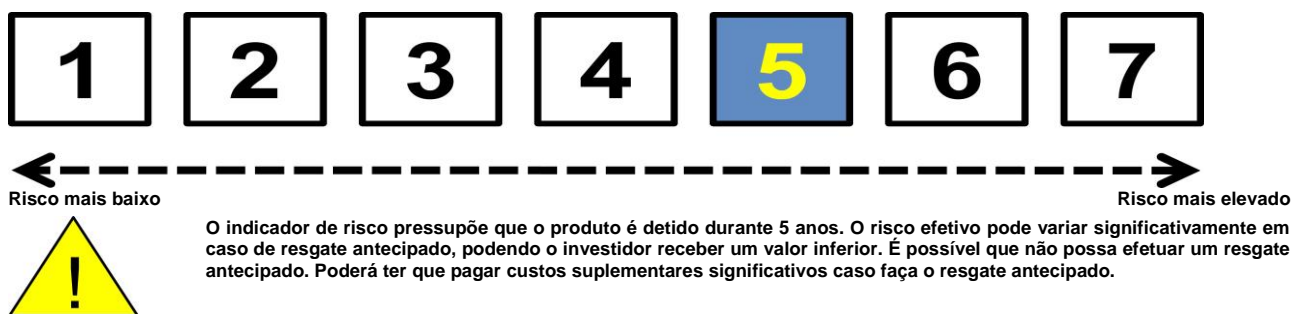 1 2 3 4 5 6 7
Risco mais baixo Risco mais elevado
O indicador de risco pressupõe que o produto é detido durante 5 anos. O risco efetivo pode variar significativamente em
caso de resgate antecipado, podendo o investidor receber um valor inferior. É possível que não possa efetuar um resgate
antecipado. Poderá ter que pagar custos suplementares significativos caso faça o resgate antecipado.
!